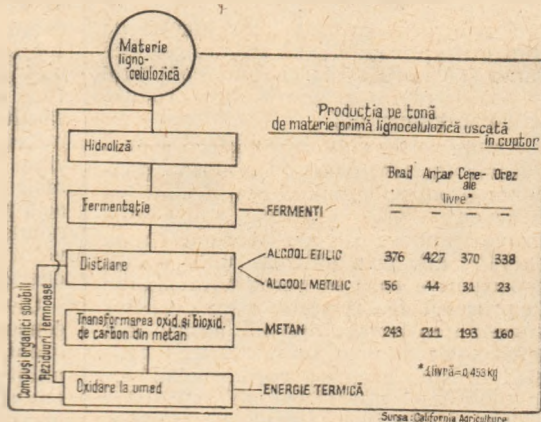 Materie
ligno-
celulozică
Producția pe tonă
de materie primă lignocelulozică uscată
în cuptor
Hidroliză
Brad Arțar Cere-
ale Orez
livre*
Fermentație
FERMENTI
— — — —
Distilare
ALCOOL ETILIC 376 427 370 338
ALCOOL METILIC 56 44 31 23
Transformarea oxid. și bioxid.
de carbon din metan
METAN 243 211 193 160
Oxidare la umed
ENERGIE TERMICĂ
*1livră=0,453 kg
Compuși organici solubili
Reziduuri lemnoase
Sursa: California Agriculture